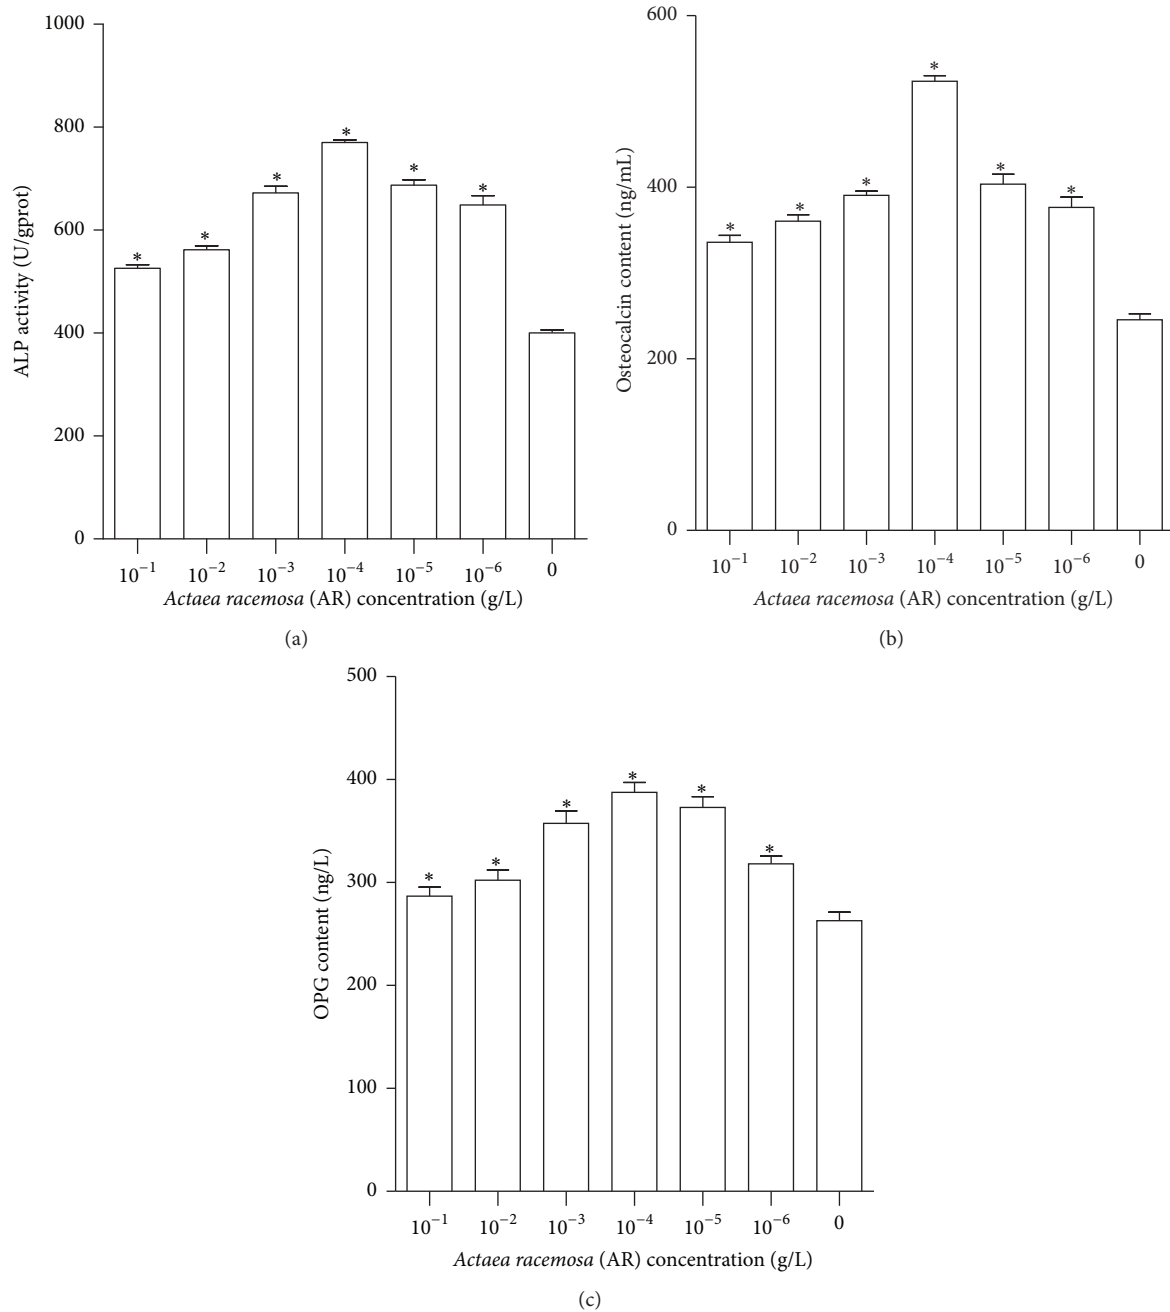 1000
800
600
400
200
0
ALP activity (U/gprot)
* * * * * *
10⁻¹ 10⁻² 10⁻³ 10⁻⁴ 10⁻⁵ 10⁻⁶ 0
Actaea racemosa (AR) concentration (g/L)
(a)
600
400
200
0
Osteocalcin content (ng/mL)
* * * * * *
10⁻¹ 10⁻² 10⁻³ 10⁻⁴ 10⁻⁵ 10⁻⁶ 0
Actaea racemosa (AR) concentration (g/L)
(b)
500
400
300
200
100
0
OPG content (ng/L)
* * * * * *
10⁻¹ 10⁻² 10⁻³ 10⁻⁴ 10⁻⁵ 10⁻⁶ 0
Actaea racemosa (AR) concentration (g/L)
(c)